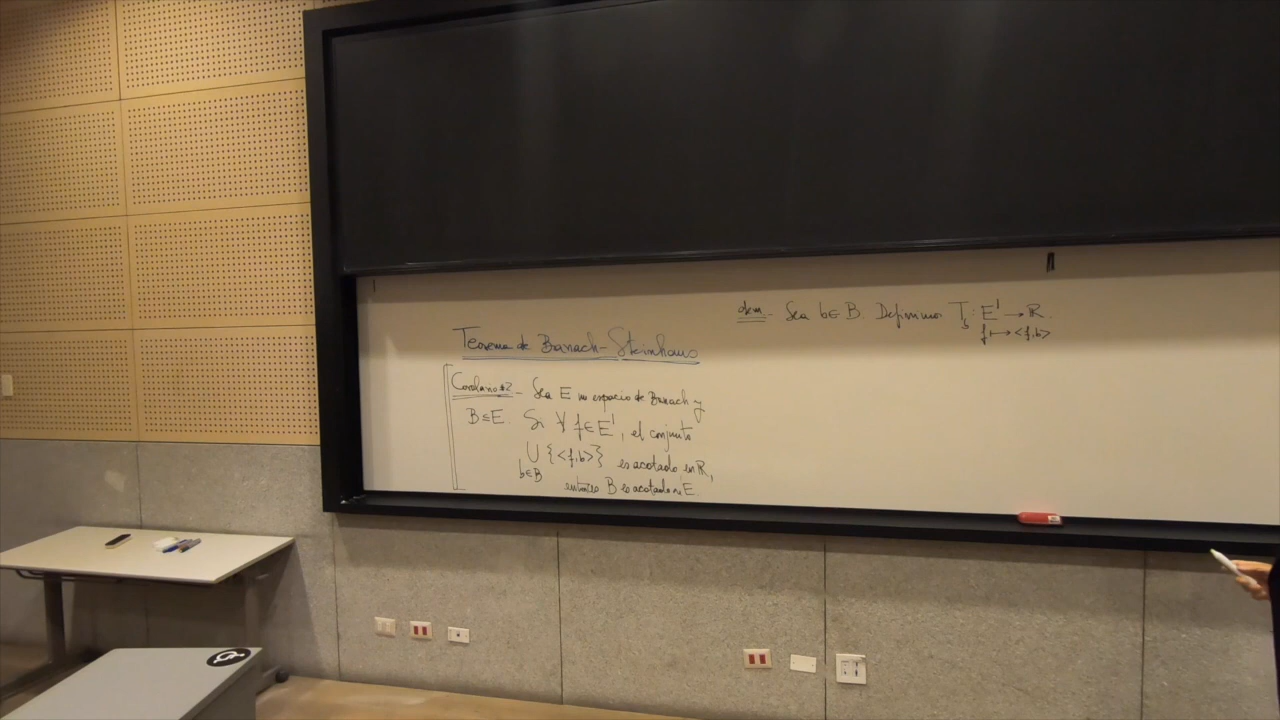 Teorema de Banach-Steinhaus
Corolario #2 - Sea E un espacio de Banach y
B⊆E. Si ∀ f∈E', el conjunto
∪ {<f,b>} es acotado en R,
b∈B
entonces B es acotado en E.
dem - Sea b∈B. Definimos T_b: E' → R.
f ↦ <f,b>